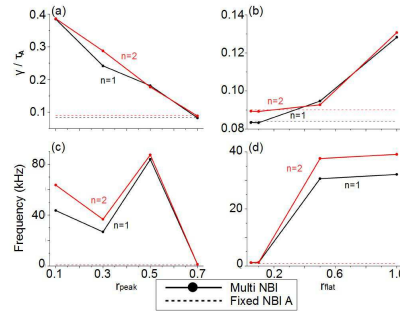 (a)
(b)
γ / τA
0.4
0.3
0.2
0.1
n=2
n=1
0.14
0.12
0.10
0.08
n=2
n=1
(c)
(d)
Frequency (kHz)
80
40
0
n=2
n=1
40
20
0
n=2
n=1
0.1 0.3 0.5 0.7
0.2 0.6 1.0
rpeak
rflat
Multi NBI
Fixed NBI A